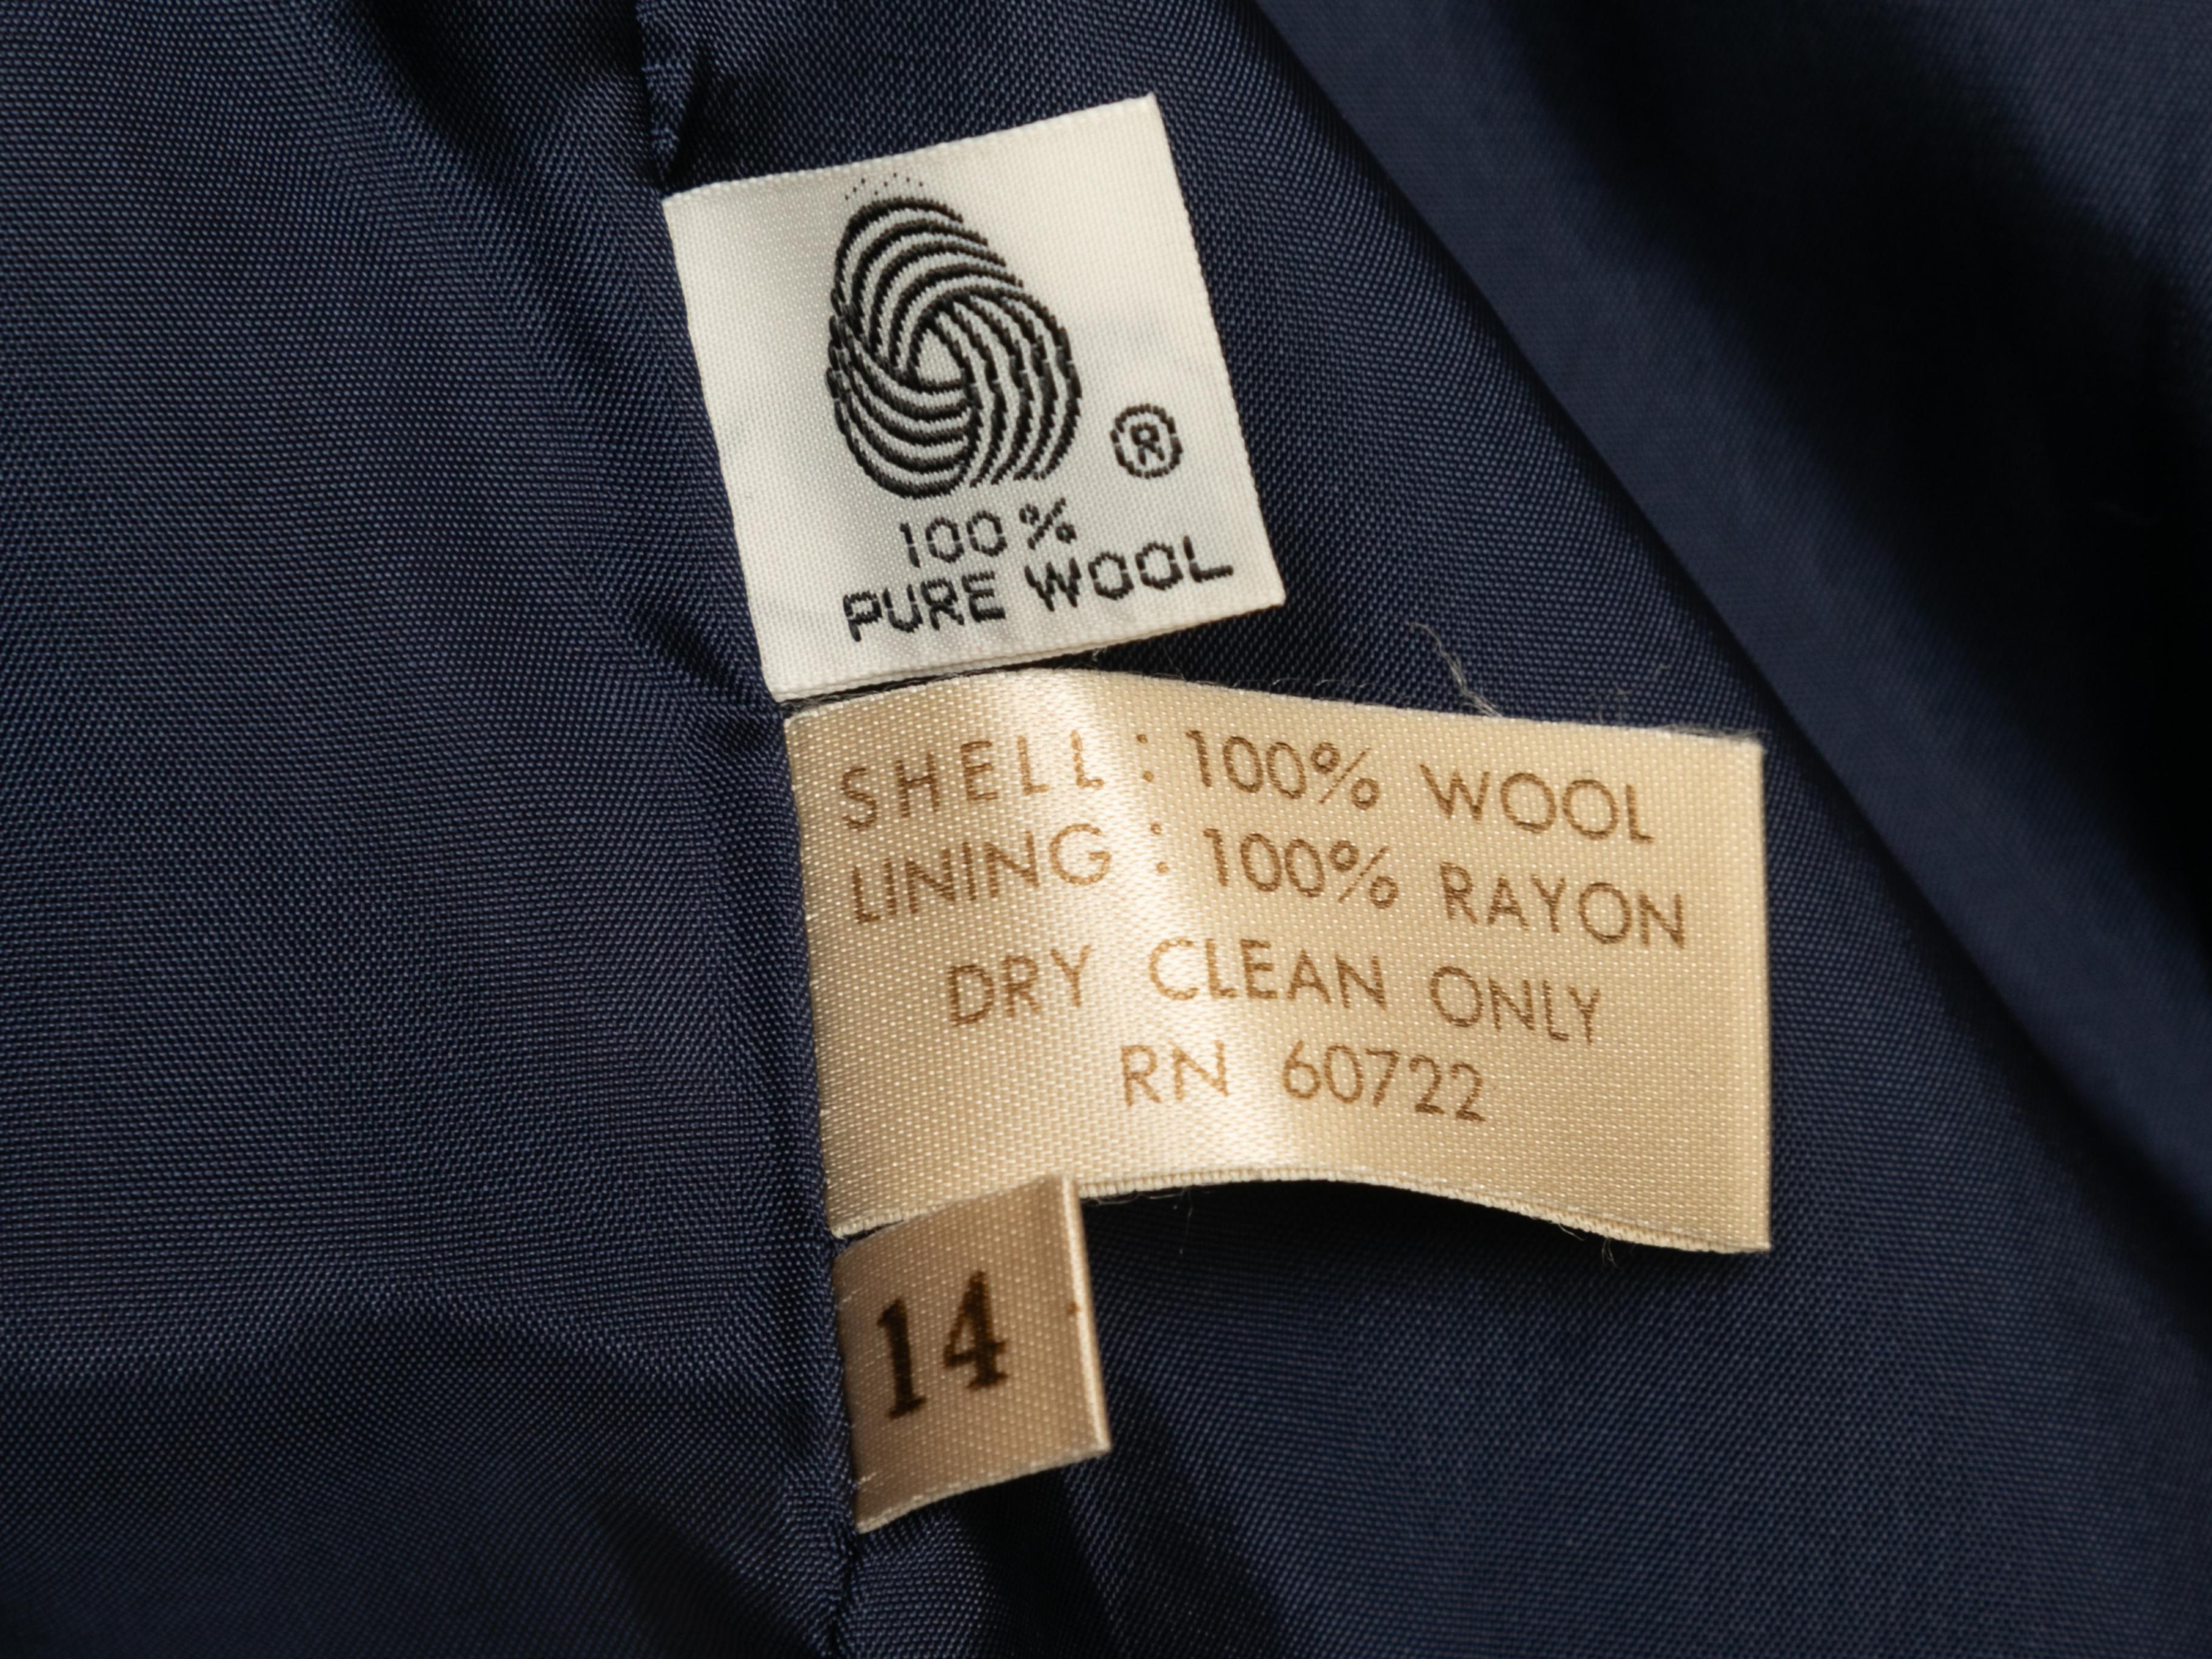 ®
100%
PURE WOOL
SHELL : 100% WOOL
LINING : 100% RAYON
DRY CLEAN ONLY
RN 60722
14